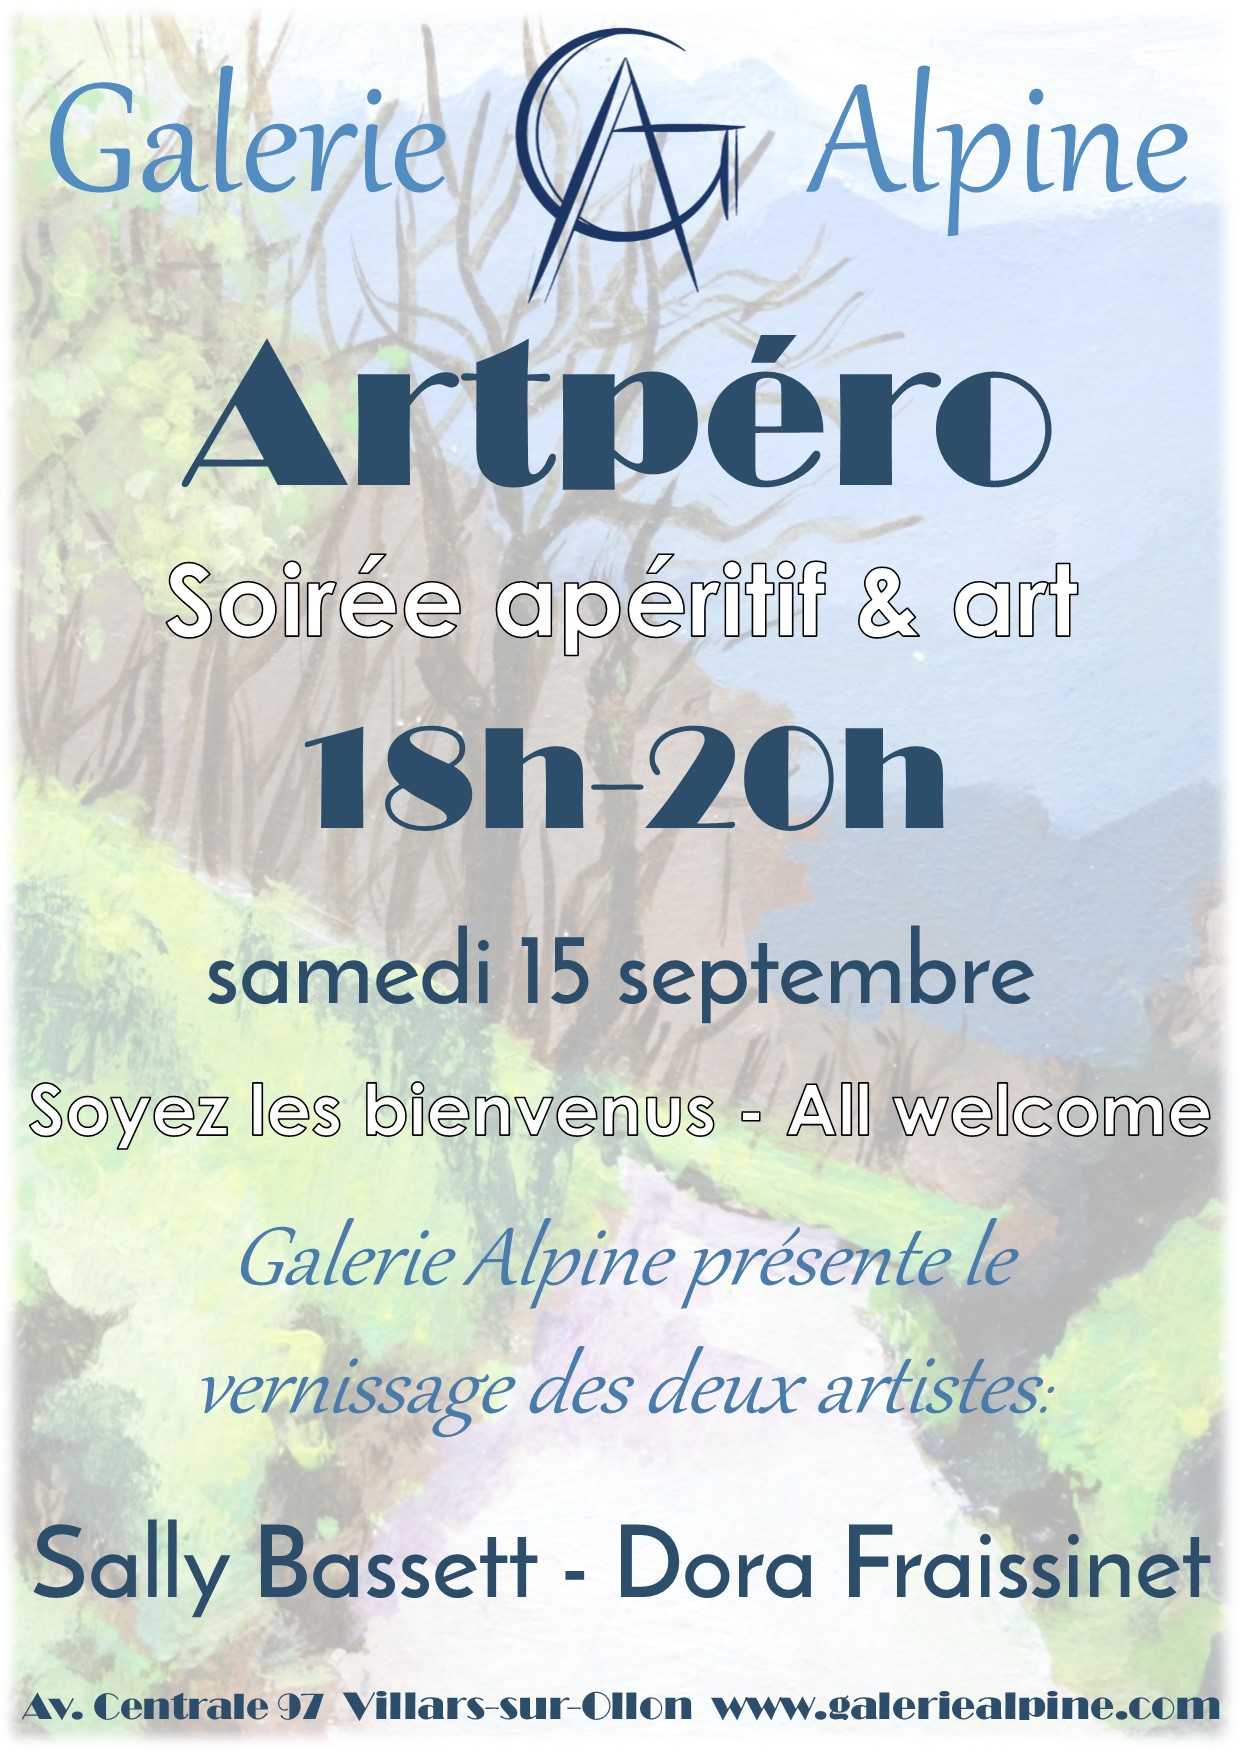 Galerie GA Alpine
Artpéro
Soirée apéritif & art
18h-20h
samedi 15 septembre
Soyez les bienvenus - All welcome
Galerie Alpine présente le
vernissage des deux artistes:
Sally Bassett - Dora Fraissinet
Av. Centrale 97 Villars-sur-Ollon www.galeriealpine.com